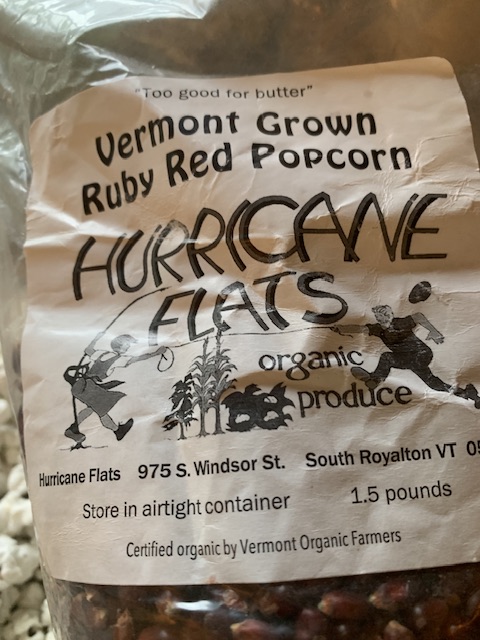 "Too good for butter"
Vermont Grown
Ruby Red Popcorn
HURRICANE
FLATS
organic
produce
Hurricane Flats 975 S. Windsor St. South Royalton VT 05
Store in airtight container 1.5 pounds
Certified organic by Vermont Organic Farmers